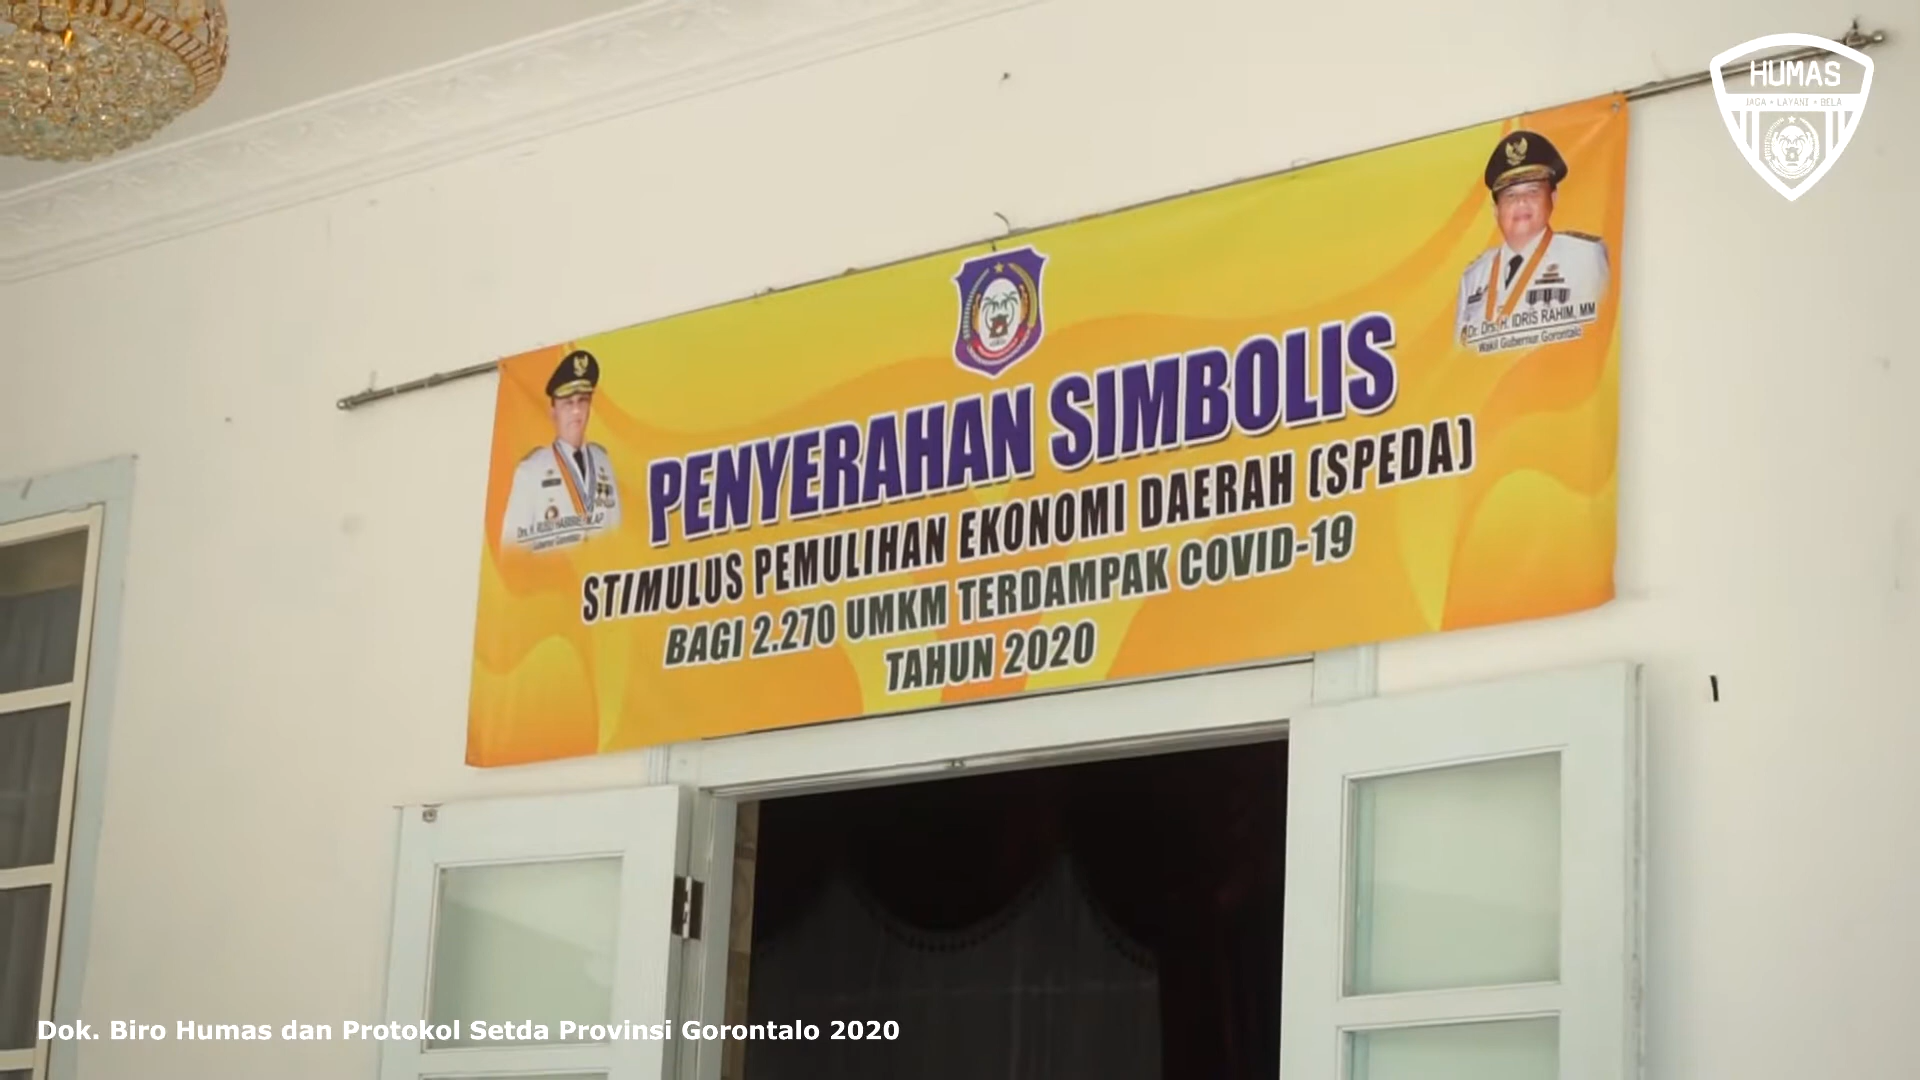 HUMAS
JAGA • LAYANI • BELA
PENYERAHAN SIMBOLIS
STIMULUS PEMULIHAN EKONOMI DAERAH (SPEDA)
BAGI 2.270 UMKM TERDAMPAK COVID-19
TAHUN 2020
Drs. H. RUSLI HABIBIE, M.AP
Gubernur Gorontalo
Dr. Drs. H. IDRIS RAHIM, MM
Wakil Gubernur Gorontalo
Dok. Biro Humas dan Protokol Setda Provinsi Gorontalo 2020